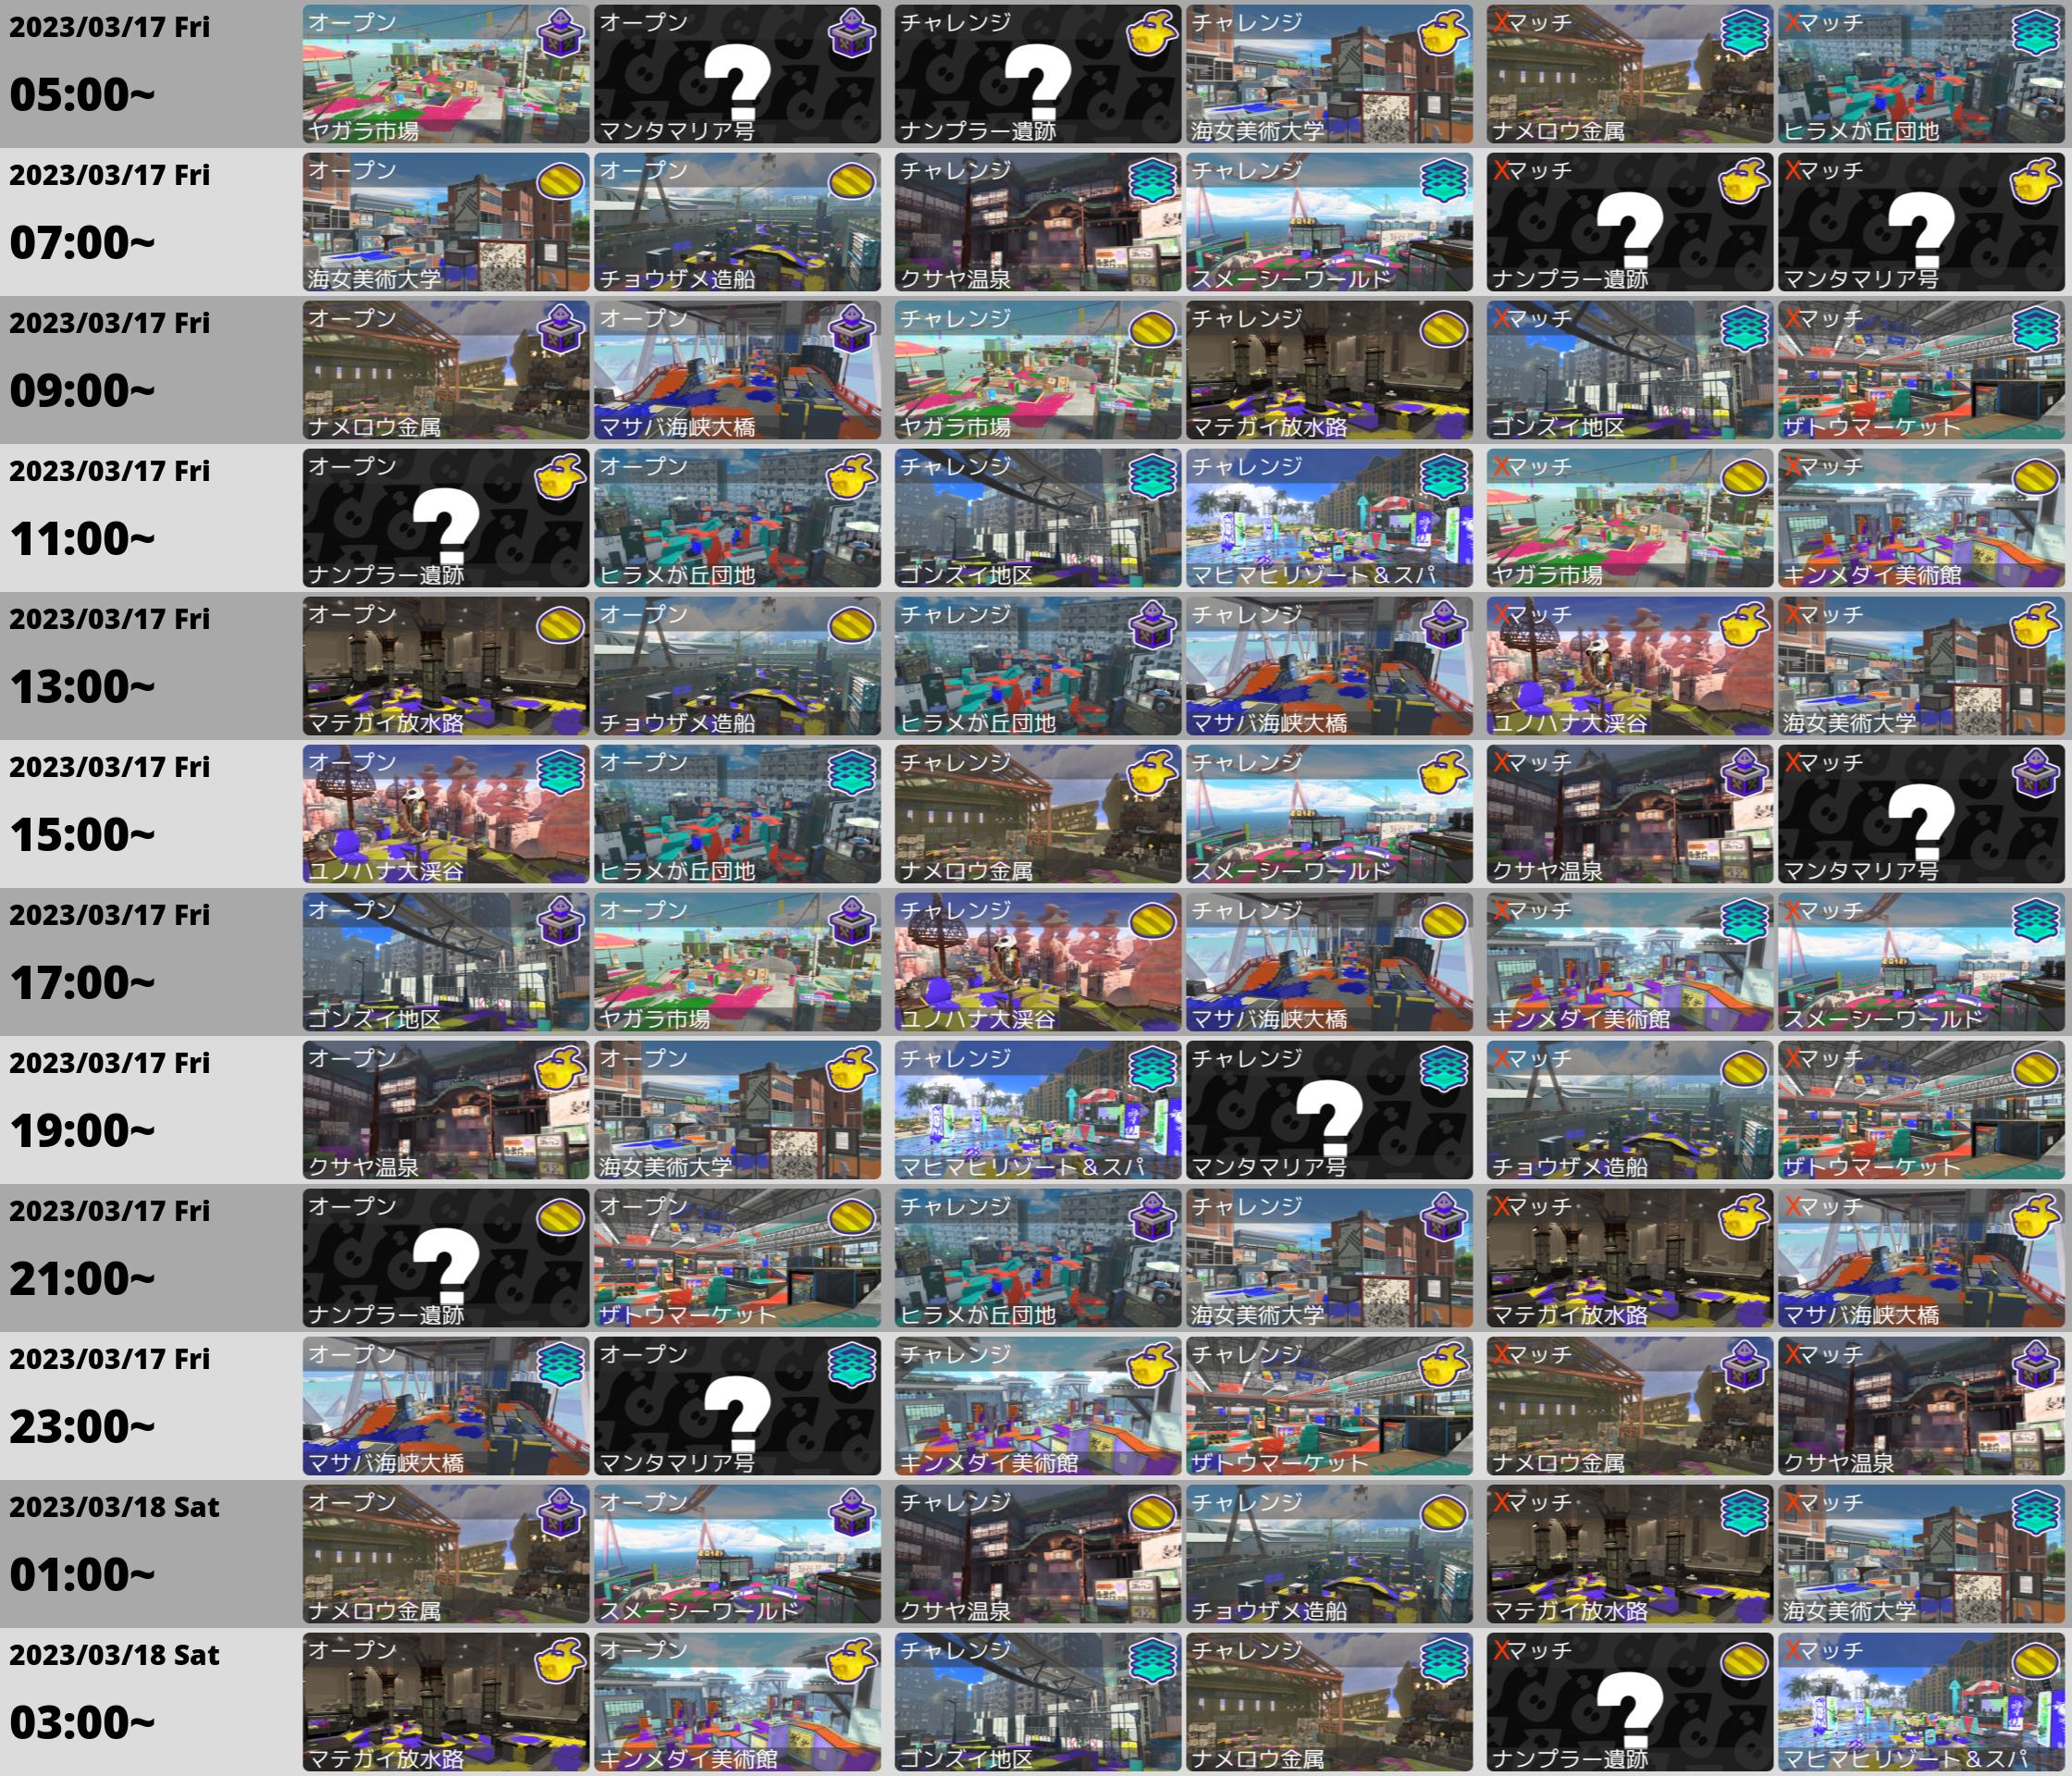 2023/03/17 Fri
05:00~
オープン
ヤガラ市場
オープン
マンタマリア号
チャレンジ
ナンプラー遺跡
チャレンジ
海女美術大学
Xマッチ
ナメロウ金属
Xマッチ
ヒラメが丘団地
2023/03/17 Fri
07:00~
オープン
海女美術大学
オープン
チョウザメ造船
チャレンジ
クサヤ温泉
チャレンジ
スメーシーワールド
Xマッチ
ナンプラー遺跡
Xマッチ
マンタマリア号
2023/03/17 Fri
09:00~
オープン
ナメロウ金属
オープン
マサバ海峡大橋
チャレンジ
ヤガラ市場
チャレンジ
マテガイ放水路
Xマッチ
ゴンズイ地区
Xマッチ
ザトウマーケット
2023/03/17 Fri
11:00~
オープン
ナンプラー遺跡
オープン
ヒラメが丘団地
チャレンジ
ゴンズイ地区
チャレンジ
マヒマヒリゾート＆スパ
Xマッチ
ヤガラ市場
Xマッチ
キンメダイ美術館
2023/03/17 Fri
13:00~
オープン
マテガイ放水路
オープン
チョウザメ造船
チャレンジ
ヒラメが丘団地
チャレンジ
マサバ海峡大橋
Xマッチ
ユノハナ大渓谷
Xマッチ
海女美術大学
2023/03/17 Fri
15:00~
オープン
ユノハナ大渓谷
オープン
ヒラメが丘団地
チャレンジ
ナメロウ金属
チャレンジ
スメーシーワールド
Xマッチ
クサヤ温泉
Xマッチ
マンタマリア号
2023/03/17 Fri
17:00~
オープン
ゴンズイ地区
オープン
ヤガラ市場
チャレンジ
ユノハナ大渓谷
チャレンジ
マサバ海峡大橋
Xマッチ
キンメダイ美術館
Xマッチ
スメーシーワールド
2023/03/17 Fri
19:00~
オープン
クサヤ温泉
オープン
海女美術大学
チャレンジ
マヒマヒリゾート＆スパ
チャレンジ
マンタマリア号
Xマッチ
チョウザメ造船
Xマッチ
ザトウマーケット
2023/03/17 Fri
21:00~
オープン
ナンプラー遺跡
オープン
ザトウマーケット
チャレンジ
ヒラメが丘団地
チャレンジ
海女美術大学
Xマッチ
マテガイ放水路
Xマッチ
マサバ海峡大橋
2023/03/17 Fri
23:00~
オープン
マサバ海峡大橋
オープン
マンタマリア号
チャレンジ
キンメダイ美術館
チャレンジ
ザトウマーケット
Xマッチ
ナメロウ金属
Xマッチ
クサヤ温泉
2023/03/18 Sat
01:00~
オープン
ナメロウ金属
オープン
スメーシーワールド
チャレンジ
クサヤ温泉
チャレンジ
チョウザメ造船
Xマッチ
マテガイ放水路
Xマッチ
海女美術大学
2023/03/18 Sat
03:00~
オープン
マテガイ放水路
オープン
キンメダイ美術館
チャレンジ
ゴンズイ地区
チャレンジ
ナメロウ金属
Xマッチ
ナンプラー遺跡
Xマッチ
マヒマヒリゾート＆スパ